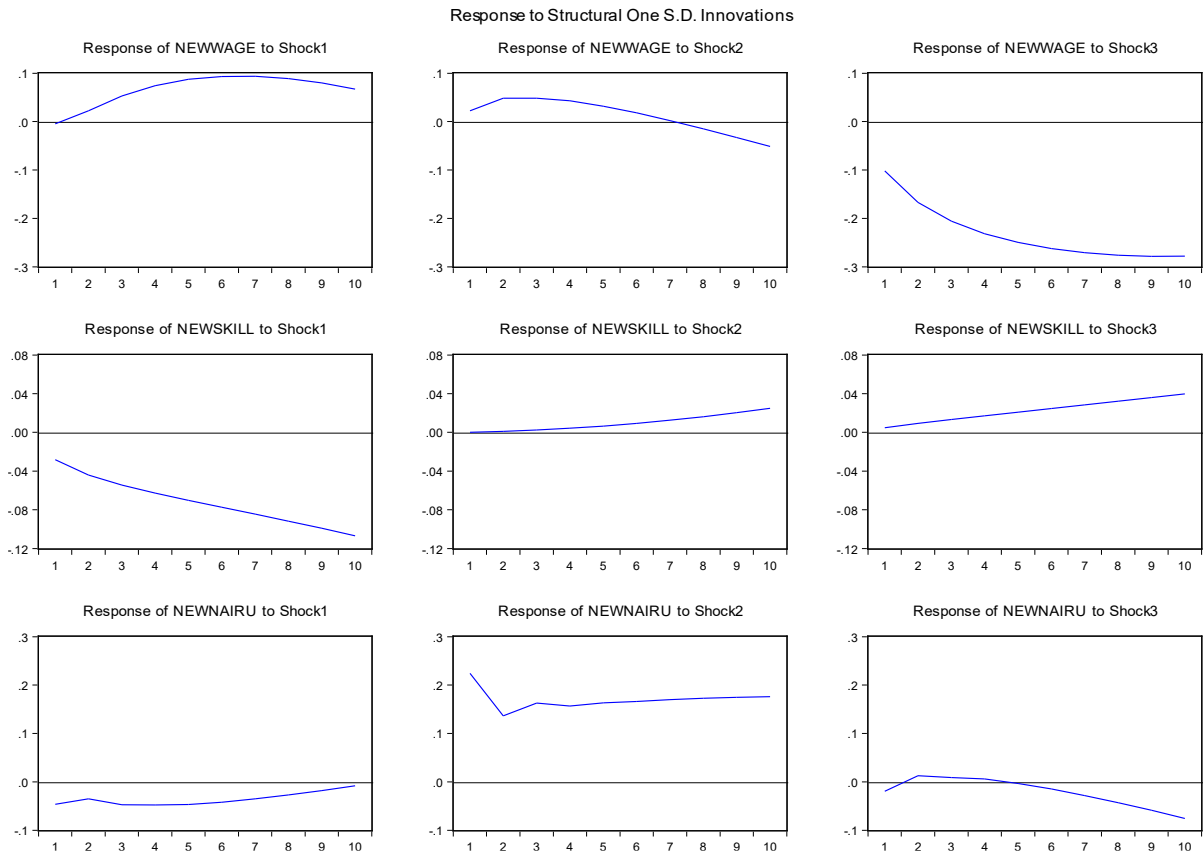 Response to Structural One S.D. Innovations
Response of NEWWAGE to Shock1
.1
.0
-.1
-.2
-.3
1 2 3 4 5 6 7 8 9 10
Response of NEWWAGE to Shock2
.1
.0
-.1
-.2
-.3
1 2 3 4 5 6 7 8 9 10
Response of NEWWAGE to Shock3
.1
.0
-.1
-.2
-.3
1 2 3 4 5 6 7 8 9 10
Response of NEWSKILL to Shock1
.08
.04
.00
-.04
-.08
-.12
1 2 3 4 5 6 7 8 9 10
Response of NEWSKILL to Shock2
.08
.04
.00
-.04
-.08
-.12
1 2 3 4 5 6 7 8 9 10
Response of NEWSKILL to Shock3
.08
.04
.00
-.04
-.08
-.12
1 2 3 4 5 6 7 8 9 10
Response of NEWNAIRU to Shock1
.3
.2
.1
.0
-.1
1 2 3 4 5 6 7 8 9 10
Response of NEWNAIRU to Shock2
.3
.2
.1
.0
-.1
1 2 3 4 5 6 7 8 9 10
Response of NEWNAIRU to Shock3
.3
.2
.1
.0
-.1
1 2 3 4 5 6 7 8 9 10